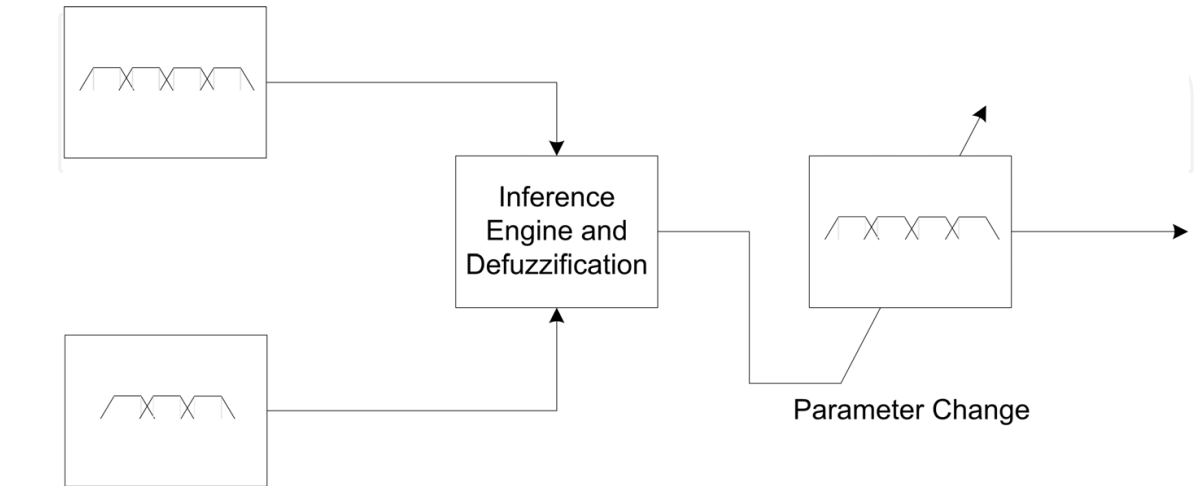 Inference
Engine and
Defuzzification
Parameter Change